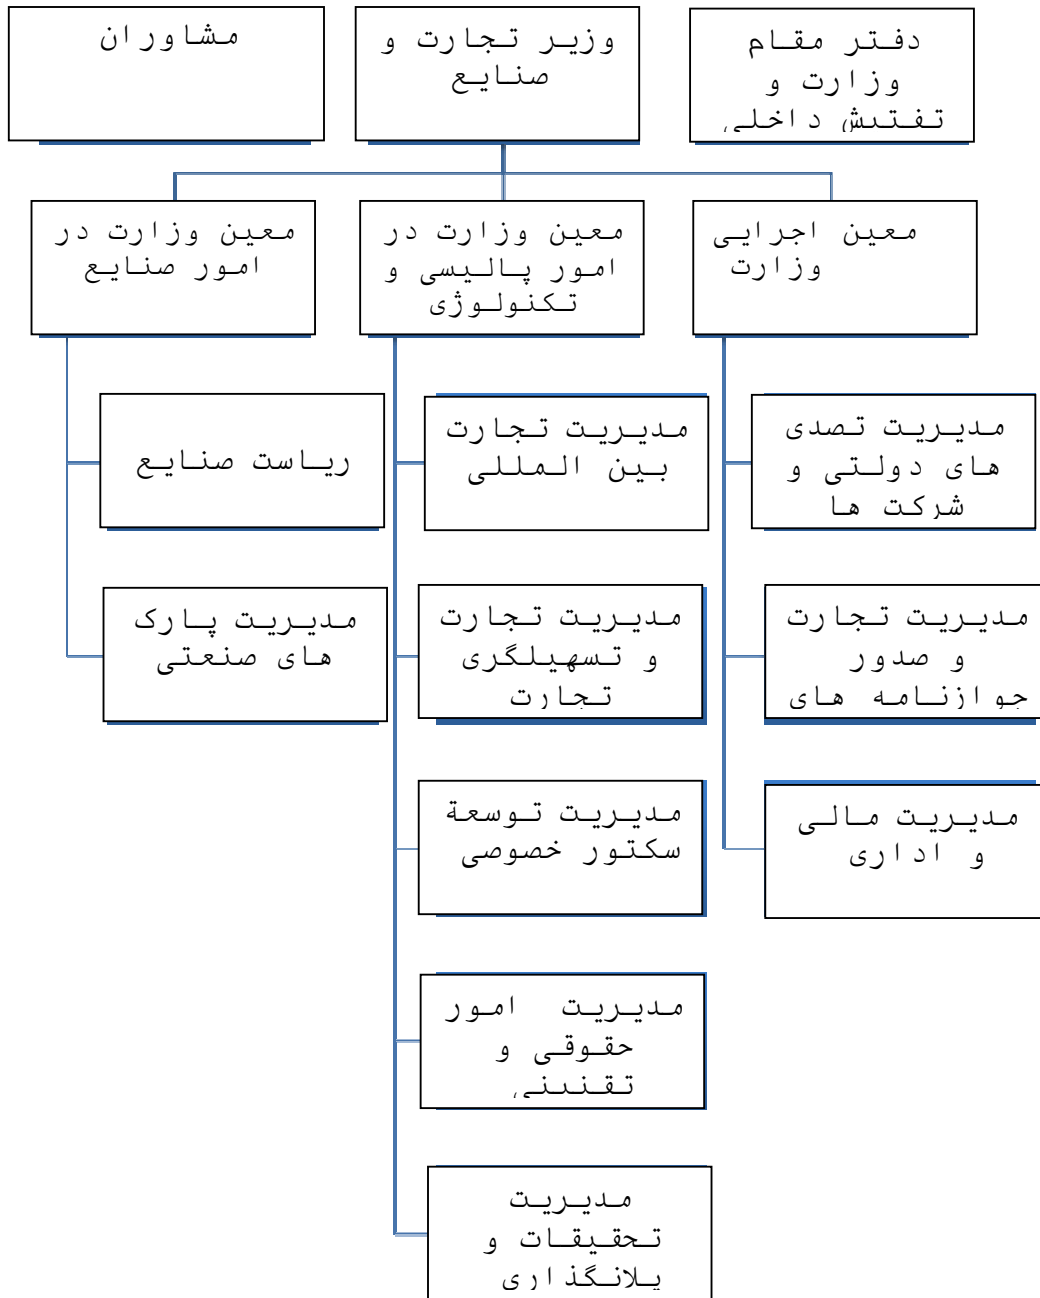 دفتر مقام
وزارت و
تفتیش داخلی
وزیر تجارت و
صنایع
مشاوران
معین اجرایی
وزارت
معین وزارت در
امور پالیسی و
تکنولوژی
معین وزارت در
امور صنایع
مدیریت تصدی
های دولتی و
شرکت ها
مدیریت تجارت
بین المللی
ریاست صنایع
مدیریت تجارت
و صدور
جوازنامه های
مدیریت تجارت
و تسهیلگری
تجارت
مدیریت پارک
های صنعتی
مدیریت مالی
و اداری
مدیریت توسعة
سکتور خصوصی
مدیریت امور
حقوقی و
تقنینی
مدیریت
تحقیقات و
پلانگذاری